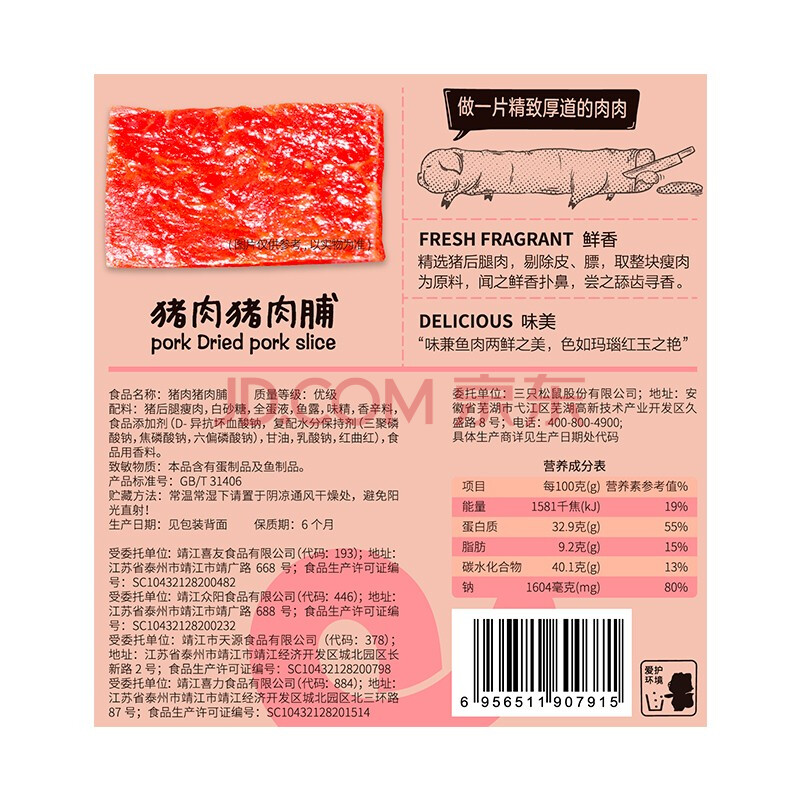 做一片精致厚道的肉肉
(图片仅供参考，以实物为准)
猪肉猪肉脯
pork Dried pork slice
FRESH FRAGRANT 鲜香
精选猪后腿肉，剔除皮、膘，取整块瘦肉
为原料，闻之鲜香扑鼻，尝之舔齿寻香。
DELICIOUS 味美
“味兼鱼肉两鲜之美，色如玛瑙红玉之艳”
JD.COM 京东
食品名称：猪肉猪肉脯 质量等级：优级
配料：猪后腿瘦肉，白砂糖，全蛋液，鱼露，味精，香辛料，
食品添加剂 (D- 异抗坏血酸钠，复配水分保持剂(三聚磷
酸钠，焦磷酸钠，六偏磷酸钠)，甘油，乳酸钠，红曲红)，食
品用香料。
致敏物质：本品含有蛋制品及鱼制品。
产品标准号：GB/T 31406
贮藏方法：常温常湿下请置于阴凉通风干燥处，避免阳
光直射！
生产日期：见包装背面 保质期：6 个月
受委托单位：靖江喜友食品有限公司(代码：193)；地址：
江苏省泰州市靖江市靖广路 668 号；食品生产许可证编
号：SC10432128200482
受委托单位：靖江众阳食品有限公司(代码：446)；地址：
江苏省泰州市靖江市靖广路 688 号；食品生产许可证编
号：SC10432128200232
受委托单位：靖江市天源食品有限公司（代码：378)；
地址：江苏省泰州市靖江市靖江经济开发区城北园区长
新路 2 号；食品生产许可证编号：SC10432128200798
受委托单位：靖江喜力食品有限公司(代码：884)；地址：
江苏省泰州市靖江市靖江经济开发区城北园区北三环路
87 号；食品生产许可证编号：SC10432128201514
委托单位：三只松鼠股份有限公司；地址：安
徽省芜湖市弋江区芜湖高新技术产业开发区久
盛路 8 号；电话：400-800-4900;
具体生产商详见生产日期处代码
营养成分表
项目 每100克(g) 营养素参考值%
能量 1581千焦(kJ) 19%
蛋白质 32.9克(g) 55%
脂肪 9.2克(g) 15%
碳水化合物 40.1克(g) 13%
钠 1604毫克(mg) 80%
6 956511 907915
爱护
环境